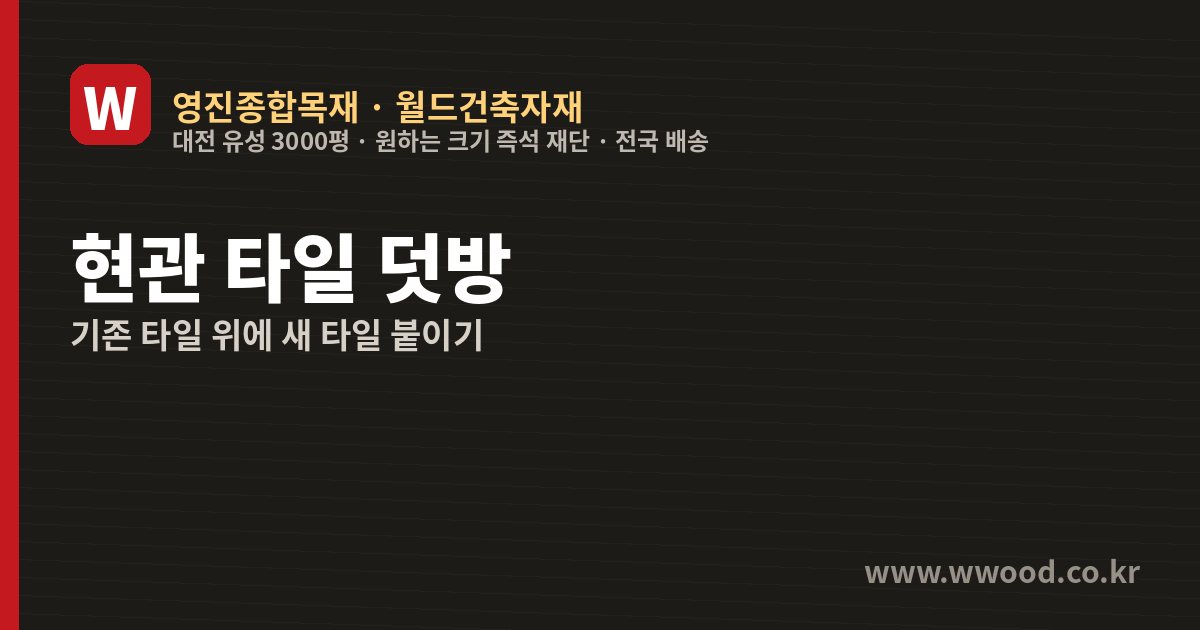 W
영진종합목재 · 월드건축자재
대전 유성 3000평 · 원하는 크기 즉석 재단 · 전국 배송
현관 타일 덧방
기존 타일 위에 새 타일 붙이기
www.wwood.co.kr